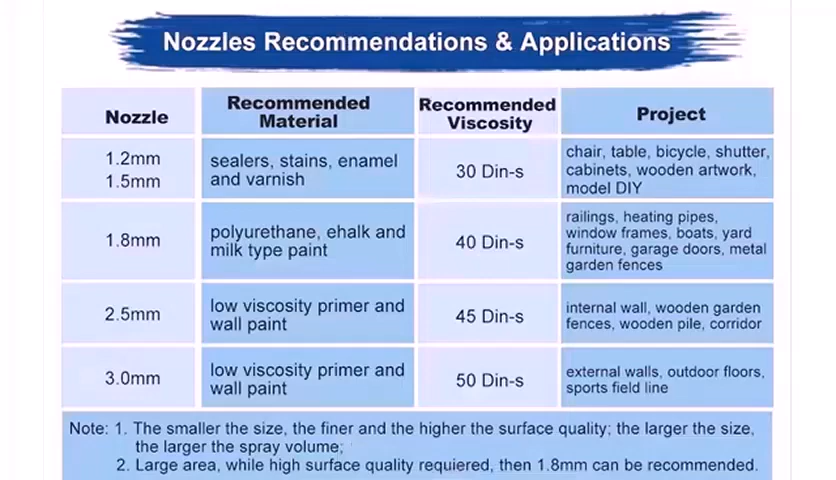 Nozzles Recommendations & Applications
Nozzle
Recommended
Material
Recommended
Viscosity
Project
1.2mm
1.5mm
sealers, stains, enamel
and varnish
30 Din-s
chair, table, bicycle, shutter,
cabinets, wooden artwork,
model DIY
1.8mm
polyurethane, ehalk and
milk type paint
40 Din-s
railings, heating pipes,
window frames, boats, yard
furniture, garage doors, metal
garden fences
2.5mm
low viscosity primer and
wall paint
45 Din-s
internal wall, wooden garden
fences, wooden pile, corridor
3.0mm
low viscosity primer and
wall paint
50 Din-s
external walls, outdoor floors,
sports field line
Note: 1. The smaller the size, the finer and the higher the surface quality; the larger the size,
the larger the spray volume;
2. Large area, while high surface quality requiered, then 1.8mm can be recommended.